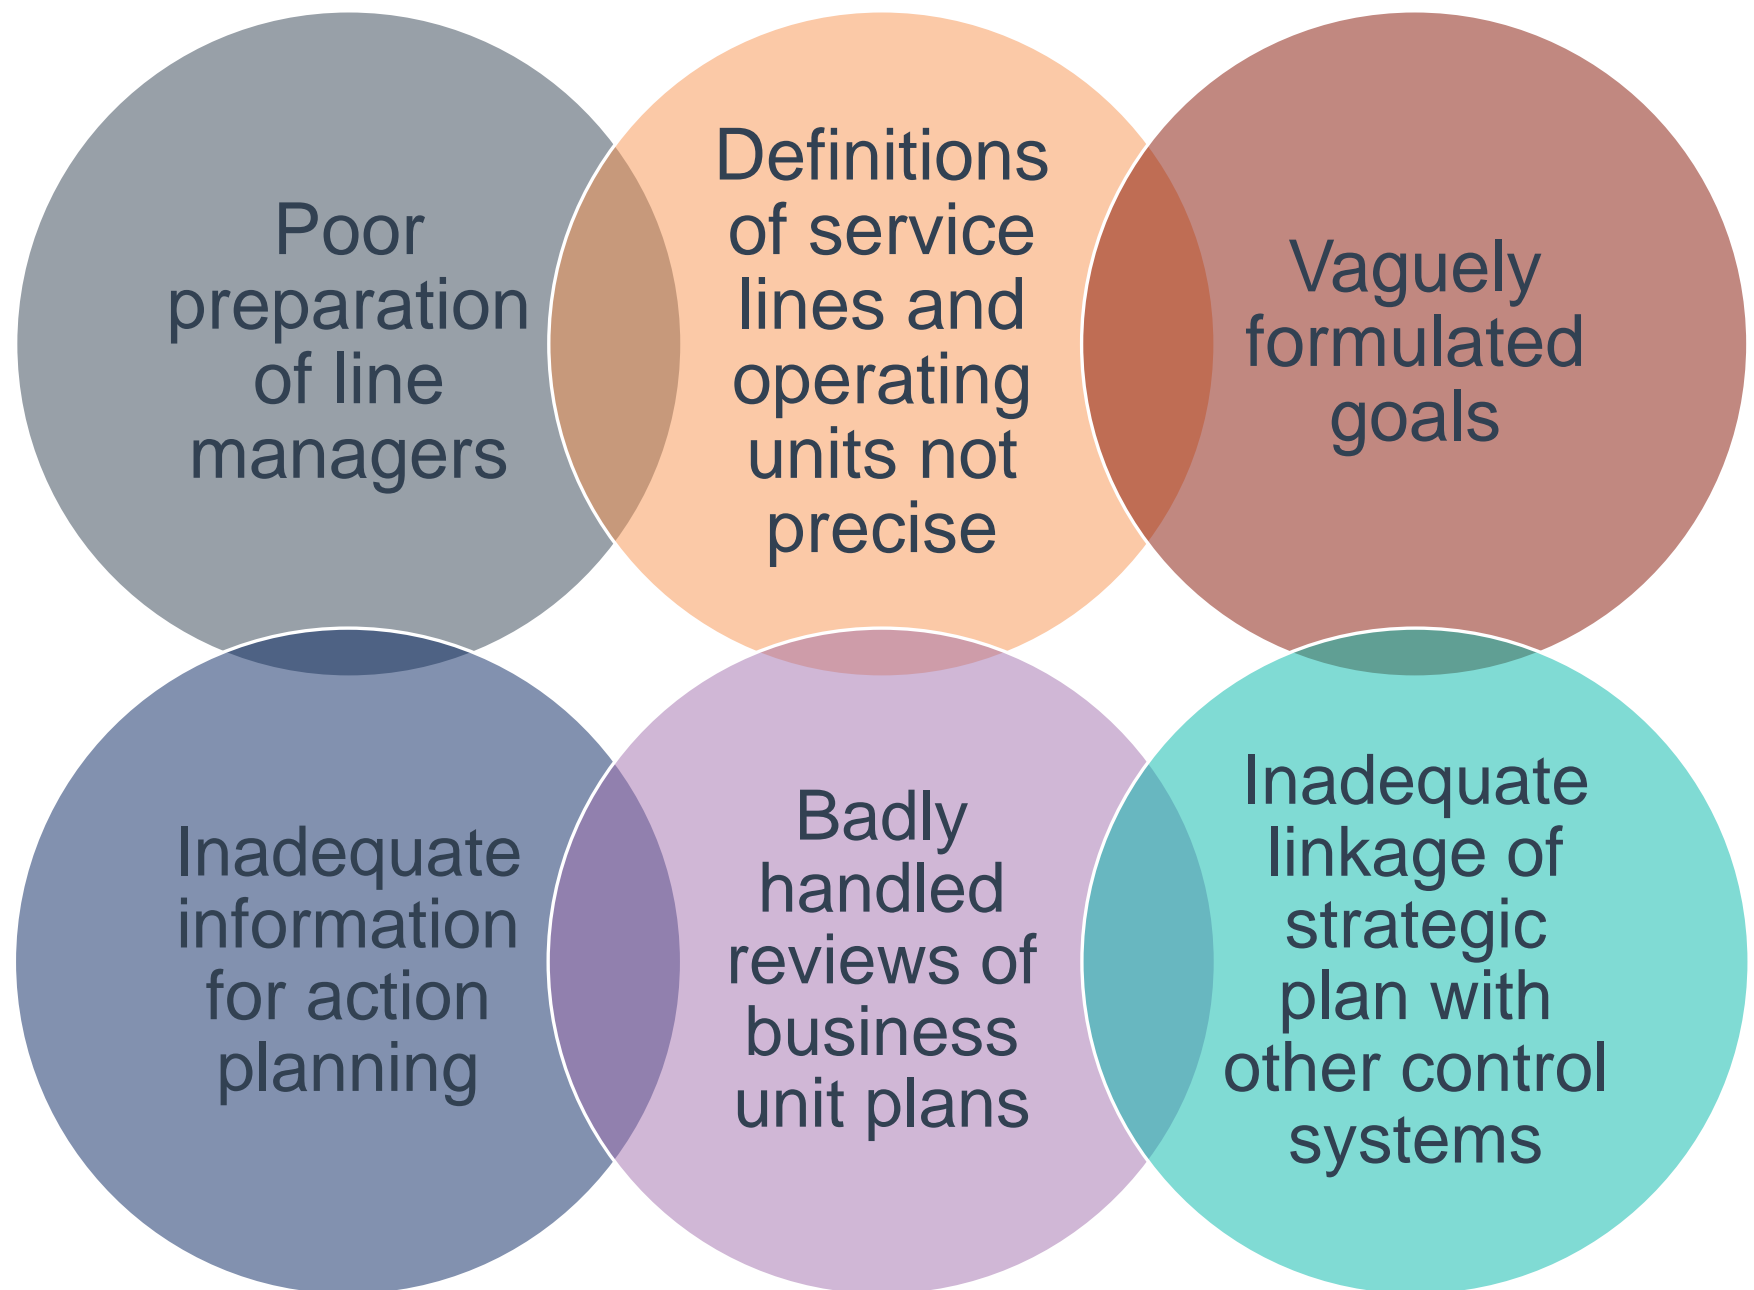 Poor
preparation
of line
managers
Definitions
of service
lines and
operating
units not
precise
Vaguely
formulated
goals
Inadequate
information
for action
planning
Badly
handled
reviews of
business
unit plans
Inadequate
linkage of
strategic
plan with
other control
systems